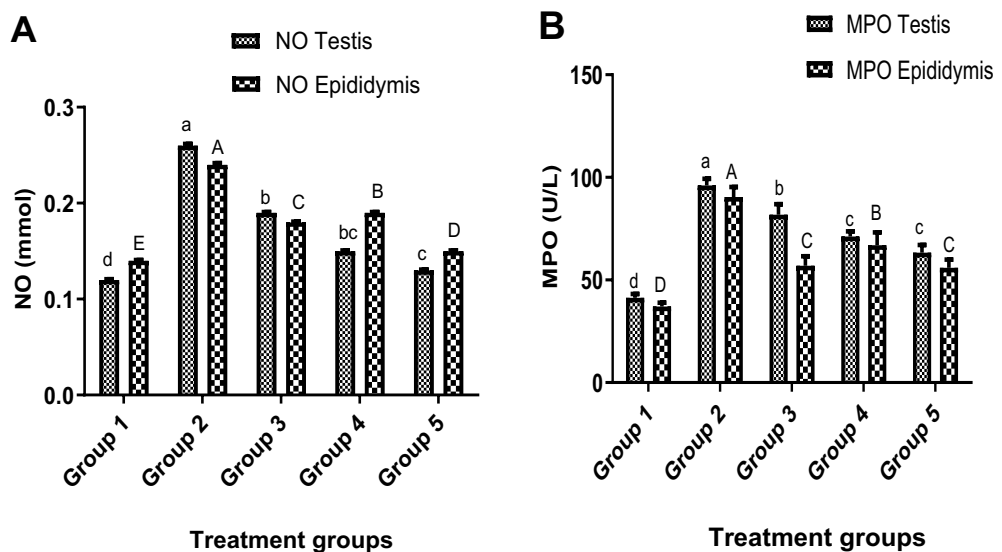 A
NO Testis
NO Epididymis
NO (mmol)
0.3
0.2
0.1
0.0
d
E
a
A
b
C
bc
B
c
D
Group 1
Group 2
Group 3
Group 4
Group 5
Treatment groups
B
MPO Testis
MPO Epididymis
MPO (U/L)
150
100
50
0
d
D
a
A
b
C
c
B
c
C
Group 1
Group 2
Group 3
Group 4
Group 5
Treatment groups